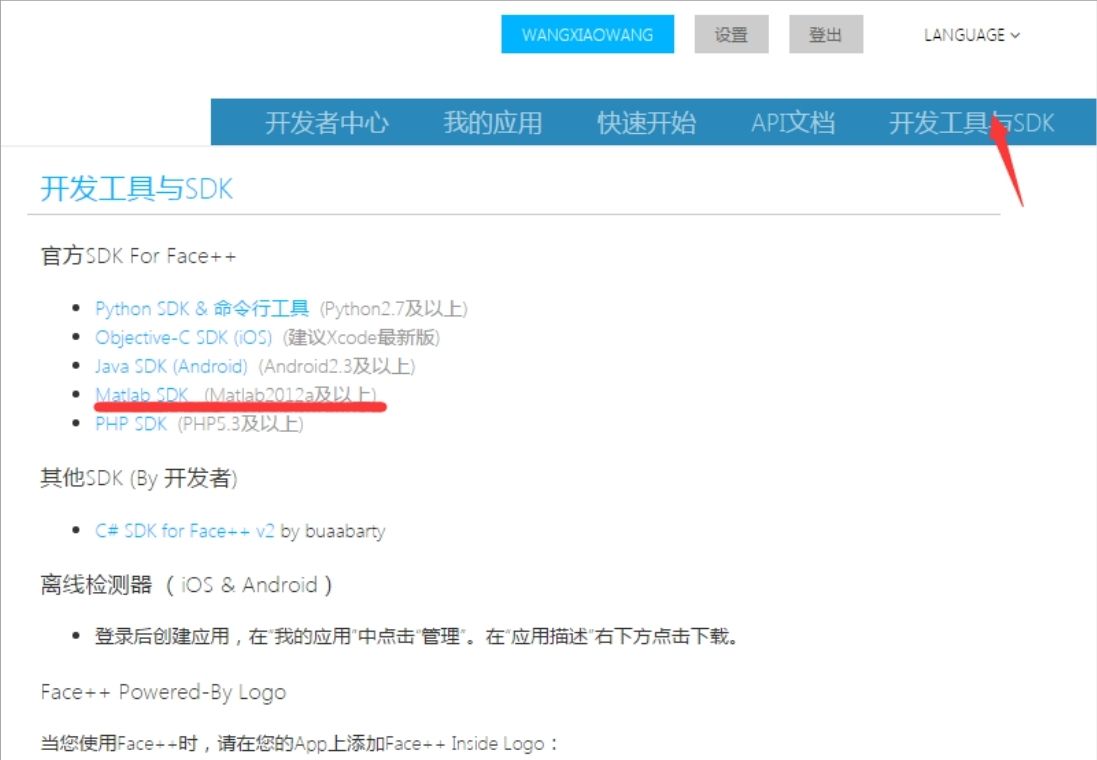 WANGXIAOWANG 设置 登出 LANGUAGE
开发者中心 我的应用 快速开始 API文档 开发工具与SDK
开发工具与SDK
官方SDK For Face++
Python SDK & 命令行工具 (Python2.7及以上)
Objective-C SDK (iOS) (建议Xcode最新版)
Java SDK (Android) (Android2.3及以上)
Matlab SDK (Matlab2012a及以上)
PHP SDK (PHP5.3及以上)
其他SDK (By 开发者)
C# SDK for Face++ v2 by buaabarty
离线检测器 ( iOS & Android )
登录后创建应用，在"我的应用"中点击"管理"。在"应用描述"右下方点击下载。
Face++ Powered-By Logo
当您使用Face++时，请在您的App上添加Face++ Inside Logo：